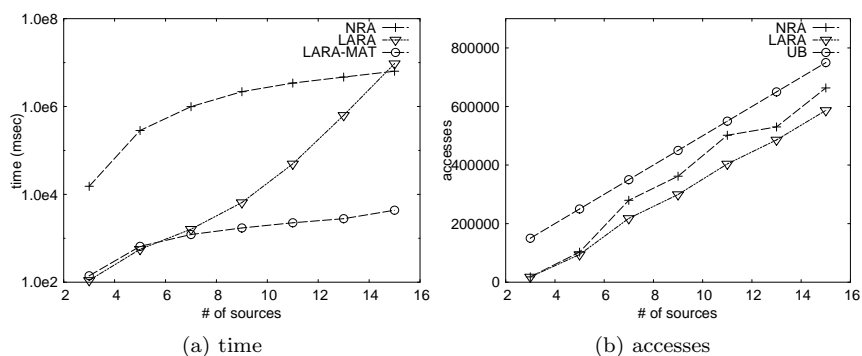 1.0e8
1.0e6
1.0e4
1.0e2
time (msec)
NRA
LARA
LARA-MAT
2 4 6 8 10 12 14 16
# of sources
(a) time
800000
600000
400000
200000
0
accesses
NRA
LARA
UB
2 4 6 8 10 12 14 16
# of sources
(b) accesses